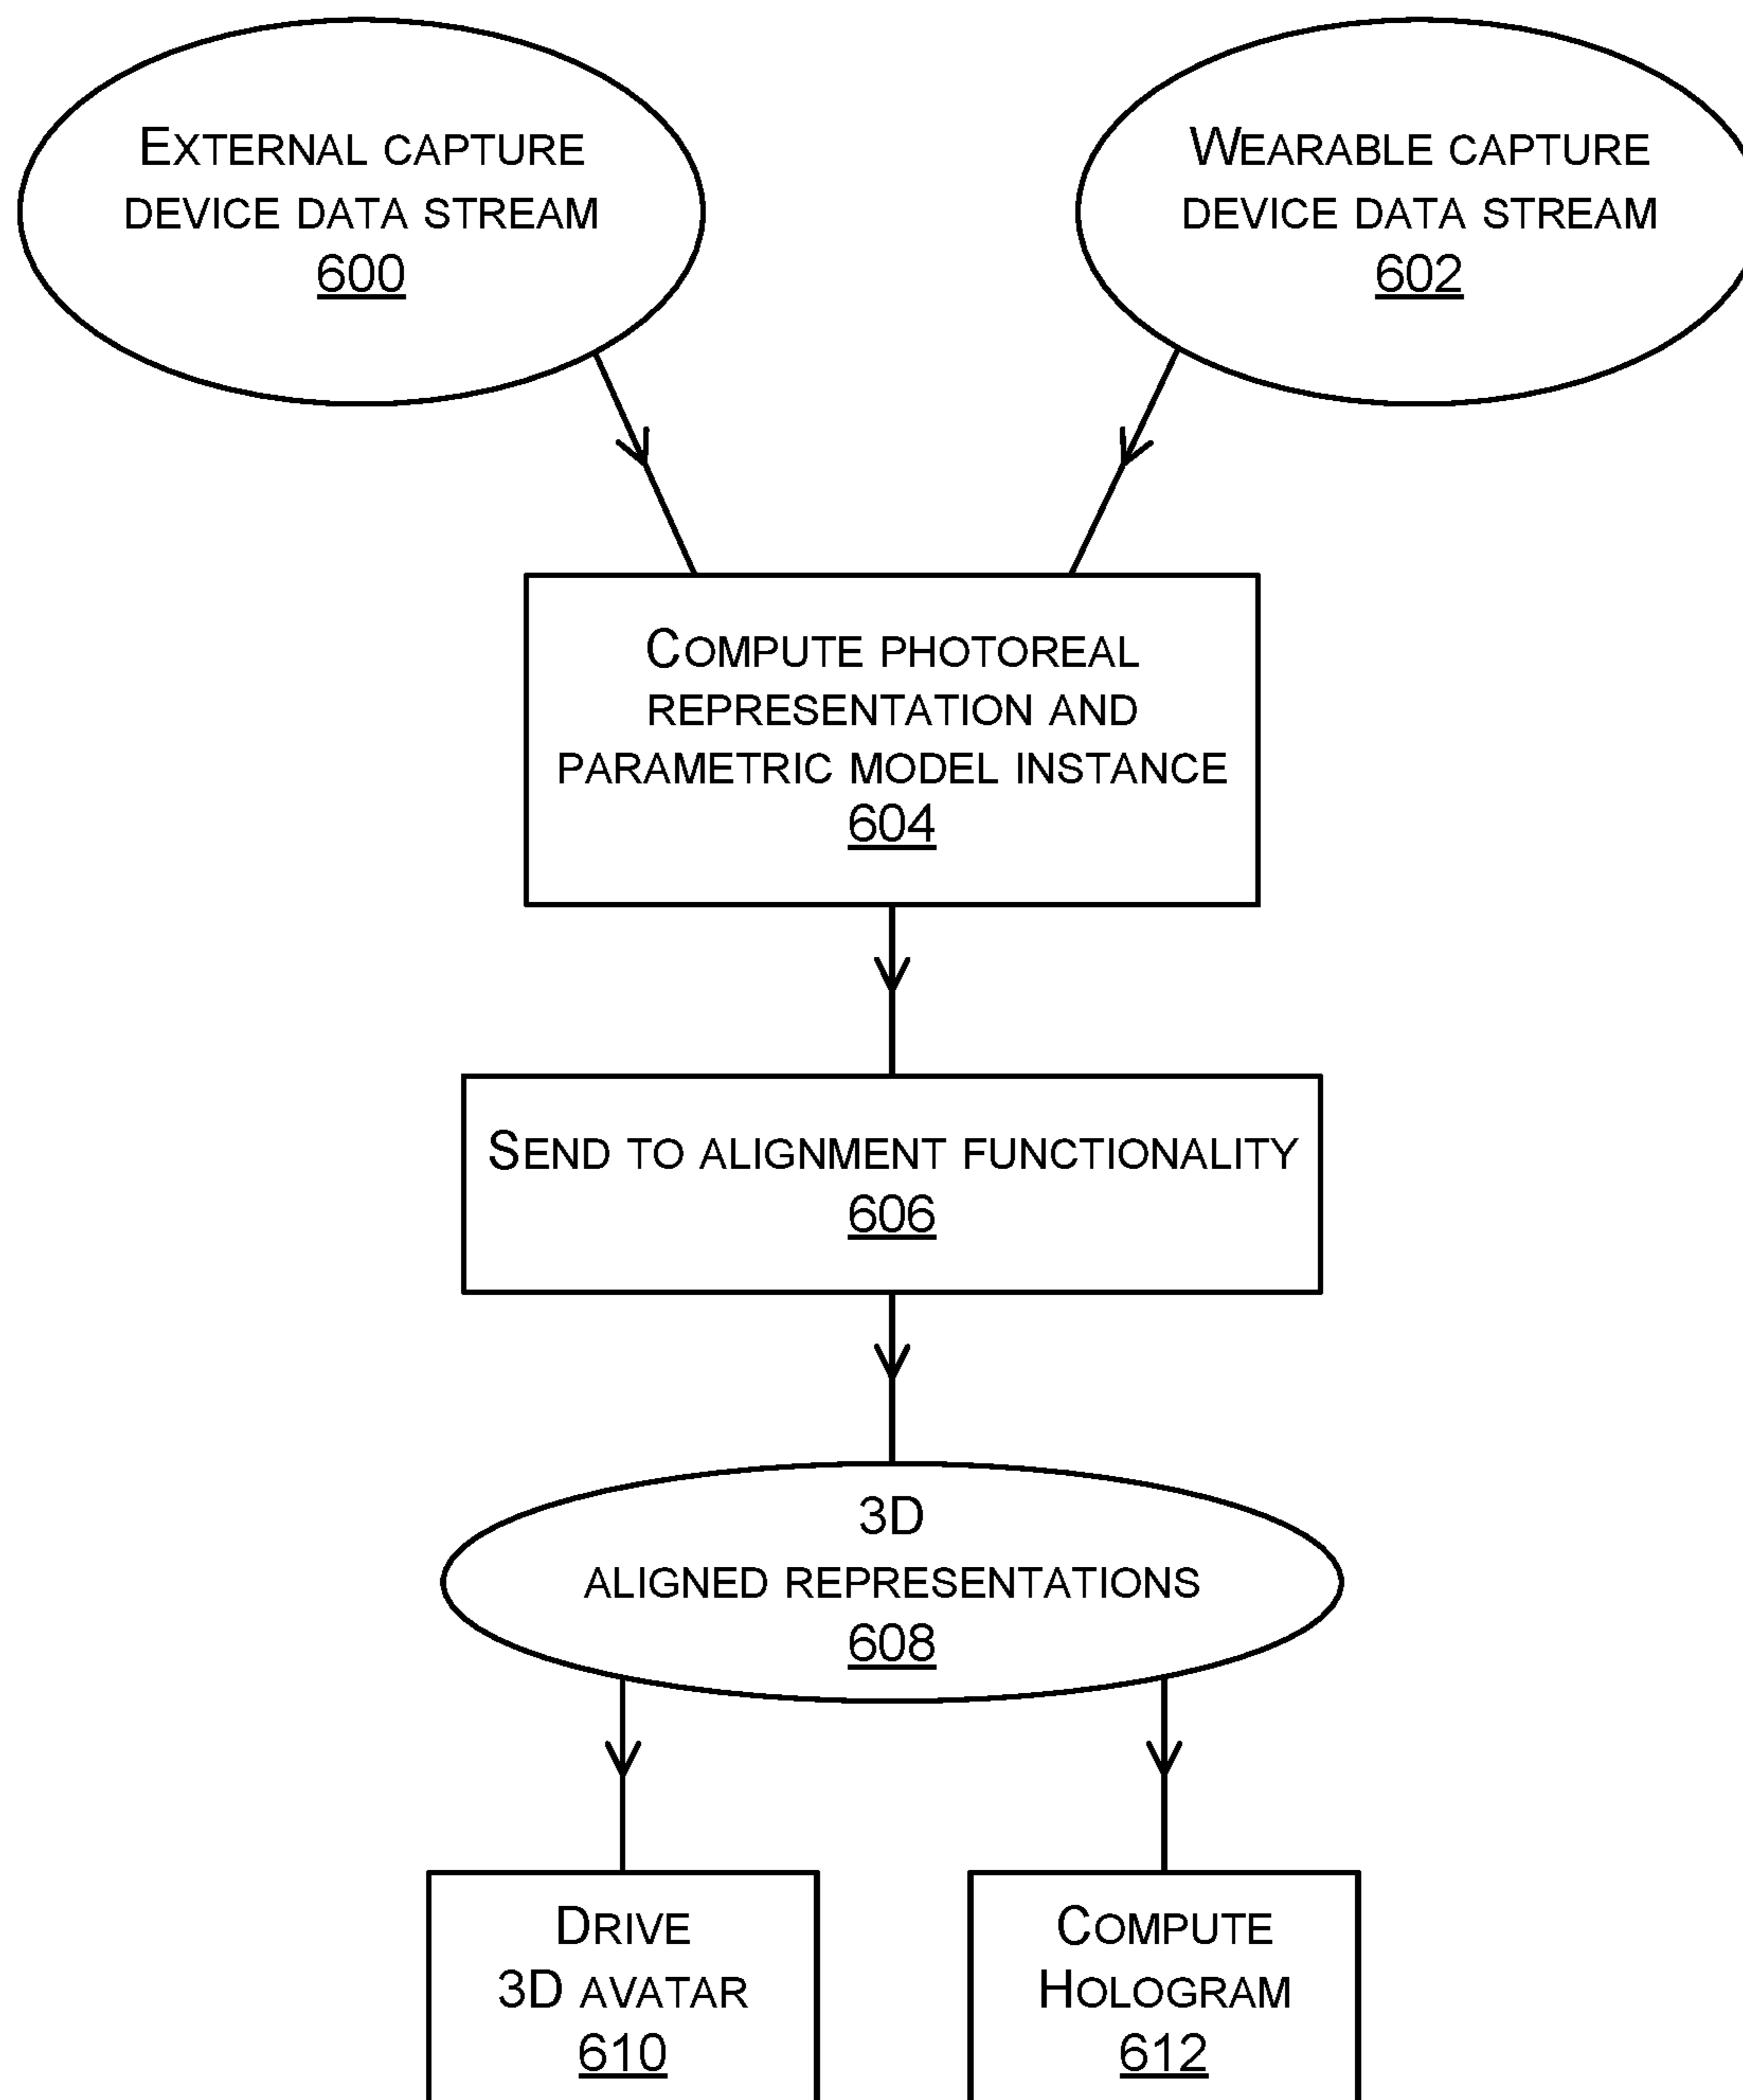 External capture
device data stream
600
Wearable capture
device data stream
602
Compute photoreal
representation and
parametric model instance
604
Send to alignment functionality
606
3D
aligned representations
608
Drive
3D avatar
610
Compute
Hologram
612